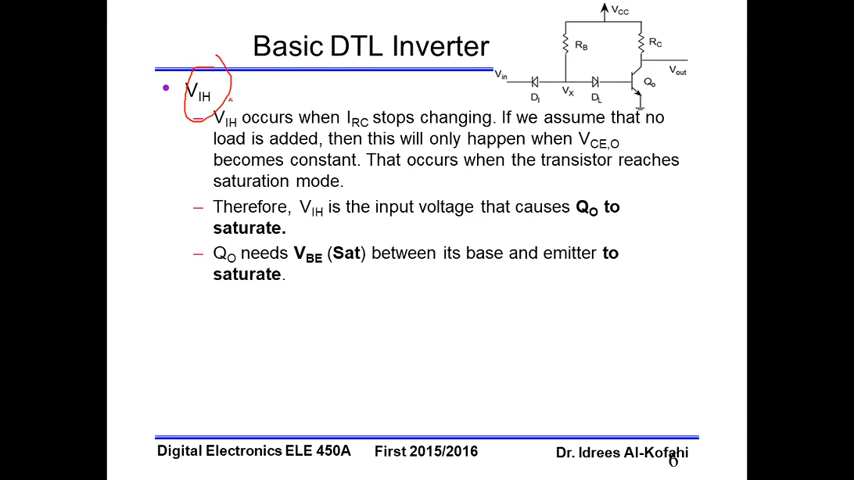 Basic DTL Inverter
VCC
RB
RC
Vin
Vout
DI
VX
DL
Qo
• VIH
– VIH occurs when IRC stops changing. If we assume that no
load is added, then this will only happen when VCE,O
becomes constant. That occurs when the transistor reaches
saturation mode.
– Therefore, VIH is the input voltage that causes QO to
saturate.
– QO needs VBE (Sat) between its base and emitter to
saturate.
Digital Electronics ELE 450A First 2015/2016 Dr. Idrees Al-Kofahi
6